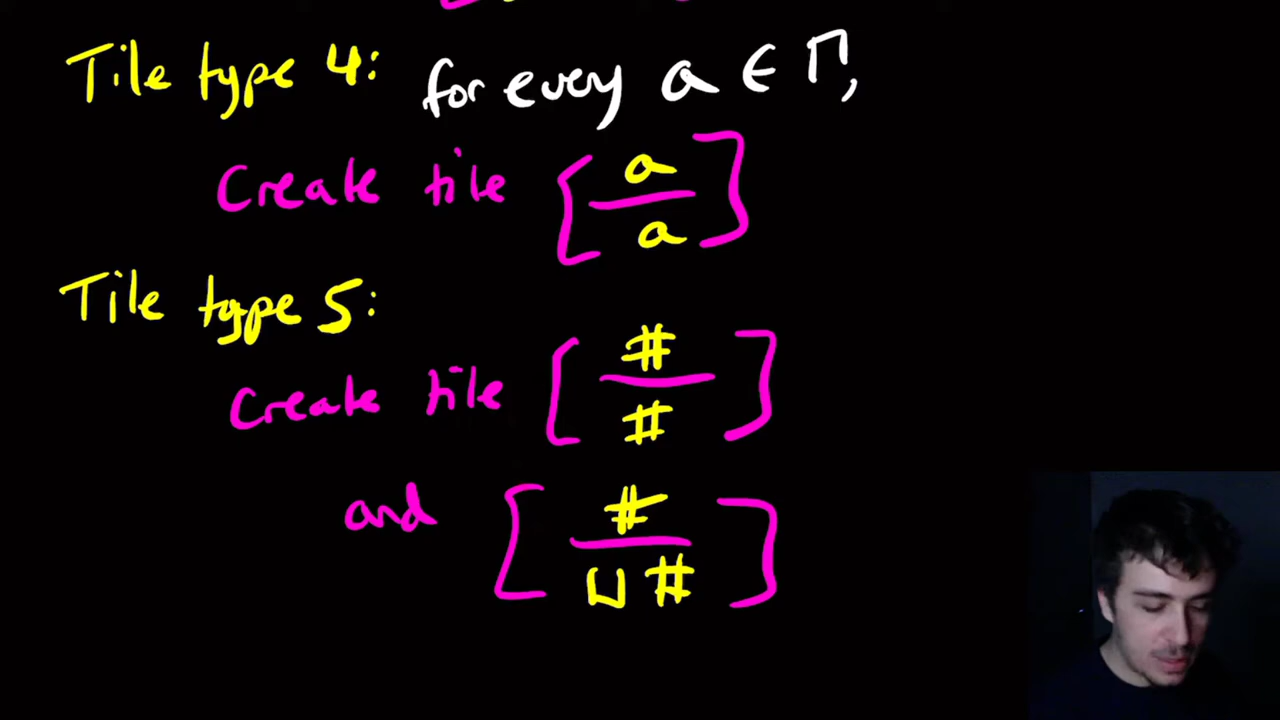 Tile type 4: for every a ∈ Γ,
Create tile [a/a]
Tile type 5:
Create tile [#/#]
and [#/⊔#]